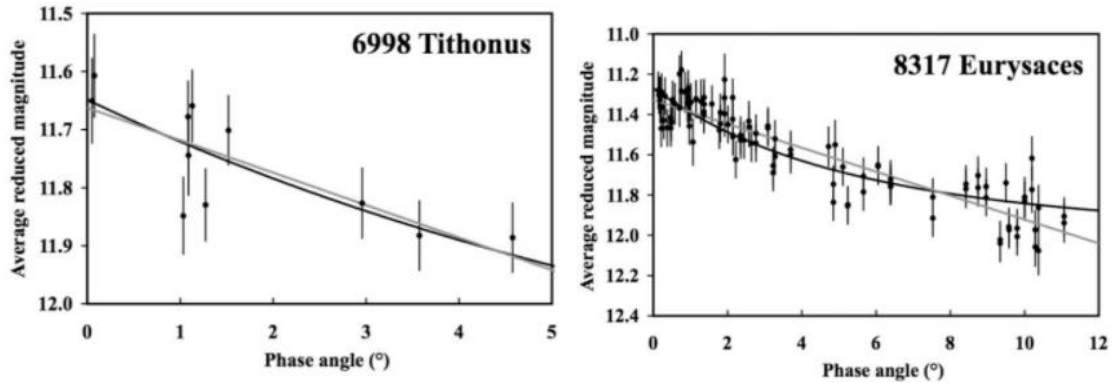 6998 Tithonus
Average reduced magnitude
11.5
11.6
11.7
11.8
11.9
12.0
0 1 2 3 4 5
Phase angle (°)
8317 Eurysaces
Average reduced magnitude
11.0
11.2
11.4
11.6
11.8
12.0
12.2
12.4
0 2 4 6 8 10 12
Phase angle (°)